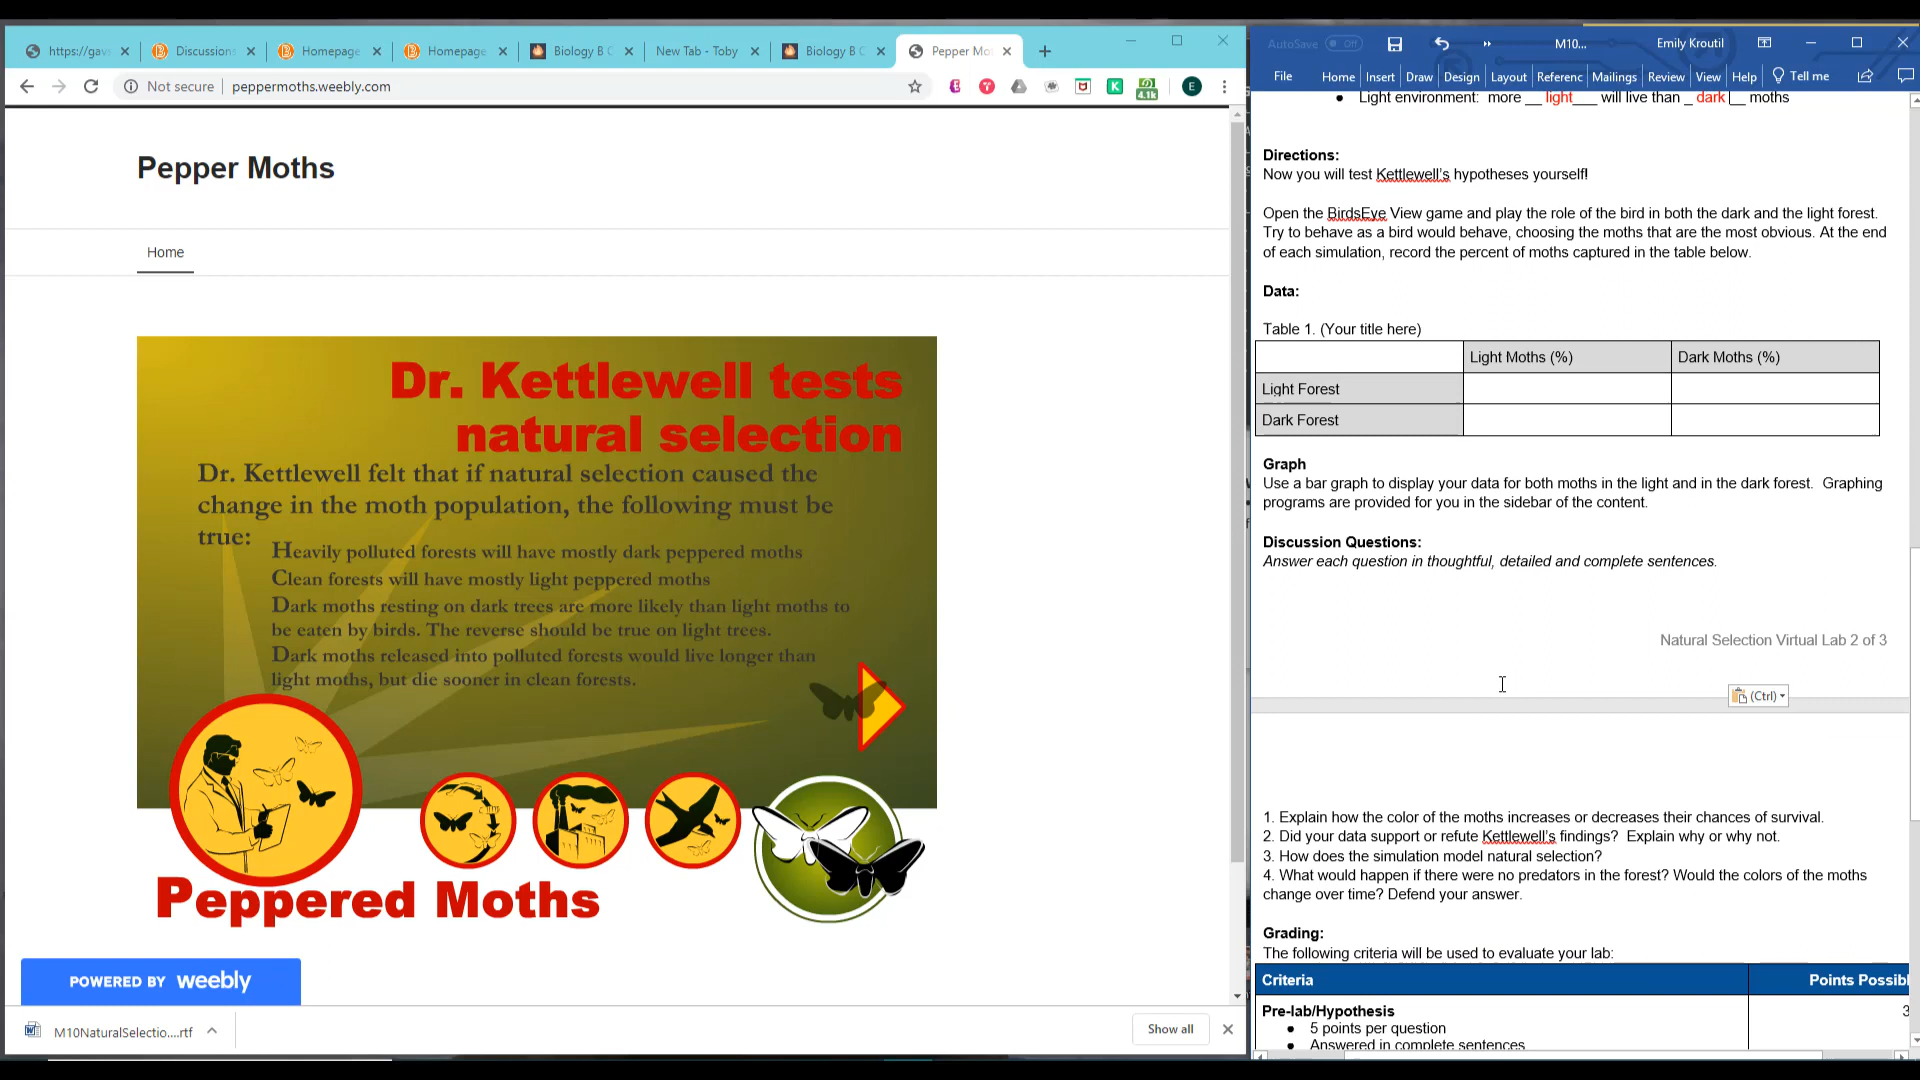 https://gav
Discussions
Homepage
Homepage
Biology B C
New Tab - Toby
Biology B C
Pepper Mo
Not secure
peppermoths.weebly.com
4.1k
E
Pepper Moths
Home
Dr. Kettlewell tests
natural selection
Dr. Kettlewell felt that if natural selection caused the
change in the moth population, the following must be
true:
Heavily polluted forests will have mostly dark peppered moths
Clean forests will have mostly light peppered moths
Dark moths resting on dark trees are more likely than light moths to
be eaten by birds. The reverse should be true on light trees.
Dark moths released into polluted forests would live longer than
light moths, but die sooner in clean forests.
Peppered Moths
POWERED BY weebly
M10NaturalSelectio....rtf
Show all
AutoSave Off
M10...
Emily Kroutil
File Home Insert Draw Design Layout Referenc Mailings Review View Help Tell me
Light environment: more __ light___ will live than _ dark __ moths
Directions:
Now you will test Kettlewell's hypotheses yourself!
Open the BirdsEye View game and play the role of the bird in both the dark and the light forest.
Try to behave as a bird would behave, choosing the moths that are the most obvious. At the end
of each simulation, record the percent of moths captured in the table below.
Data:
Table 1. (Your title here)
Light Moths (%) Dark Moths (%)
Light Forest
Dark Forest
Graph
Use a bar graph to display your data for both moths in the light and in the dark forest. Graphing
programs are provided for you in the sidebar of the content.
Discussion Questions:
Answer each question in thoughtful, detailed and complete sentences.
Natural Selection Virtual Lab 2 of 3
(Ctrl)
1. Explain how the color of the moths increases or decreases their chances of survival.
2. Did your data support or refute Kettlewell's findings? Explain why or why not.
3. How does the simulation model natural selection?
4. What would happen if there were no predators in the forest? Would the colors of the moths
change over time? Defend your answer.
Grading:
The following criteria will be used to evaluate your lab:
Criteria Points Possibl
Pre-lab/Hypothesis 3
5 points per question
Answered in complete sentences